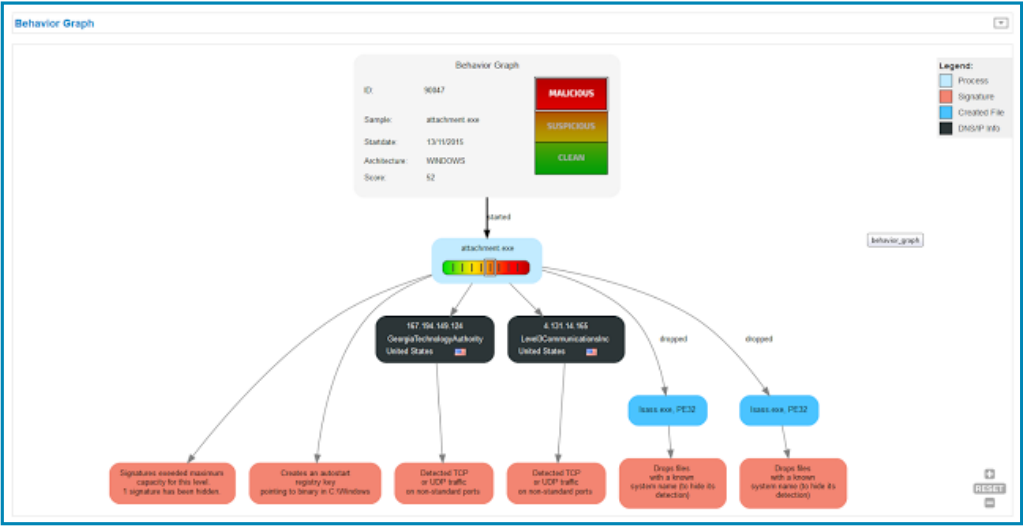 Behavior Graph
Behavior Graph
ID: 90047
Sample: attachment.exe
Startdate: 13/11/2015
Architecture: WINDOWS
Score: 52
MALICIOUS
SUSPICIOUS
CLEAN
Legend:
Process
Signature
Created File
DNS/IP Info
started
behavior_graph
attachment.exe
167.194.149.124
GeorgiaTechnologyAuthority
United States
4.131.14.165
Level3CommunicationsInc
United States
dropped
dropped
lsass.exe, PE32
lsass.exe, PE32
Signatures exceeded maximum
capacity for this level.
1 signature has been hidden.
Creates an autostart
registry key
pointing to binary in C:\Windows
Detected TCP
or UDP traffic
on non-standard ports
Detected TCP
or UDP traffic
on non-standard ports
Drops files
with a known
system name (to hide its
detection)
Drops files
with a known
system name (to hide its
detection)
RESET